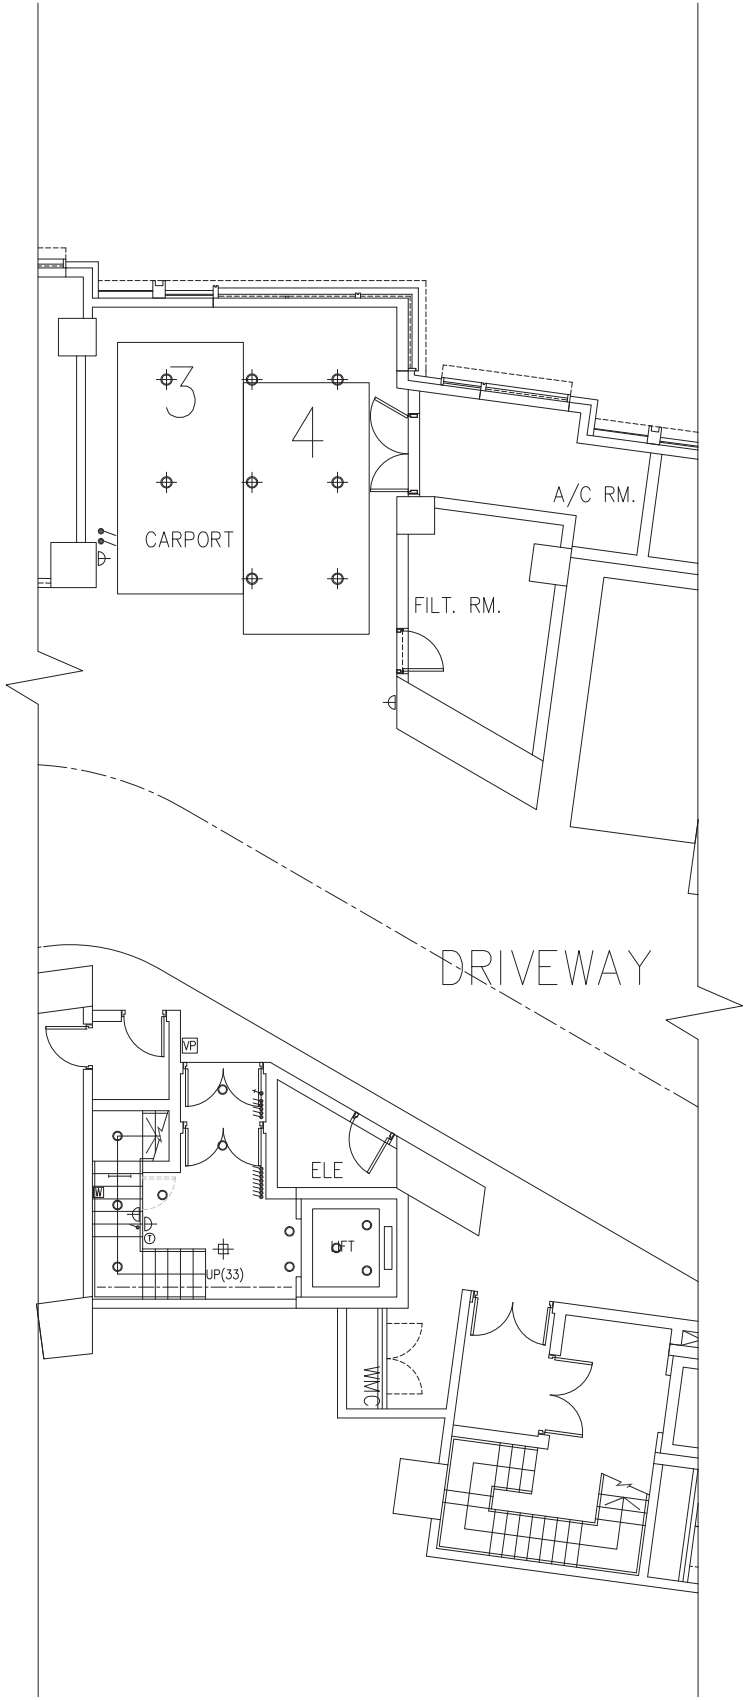 3
4
A/C RM.
CARPORT
FILT. RM.
DRIVEWAY
VP
ELE
W
T
LIFT
UP(33)
WMC